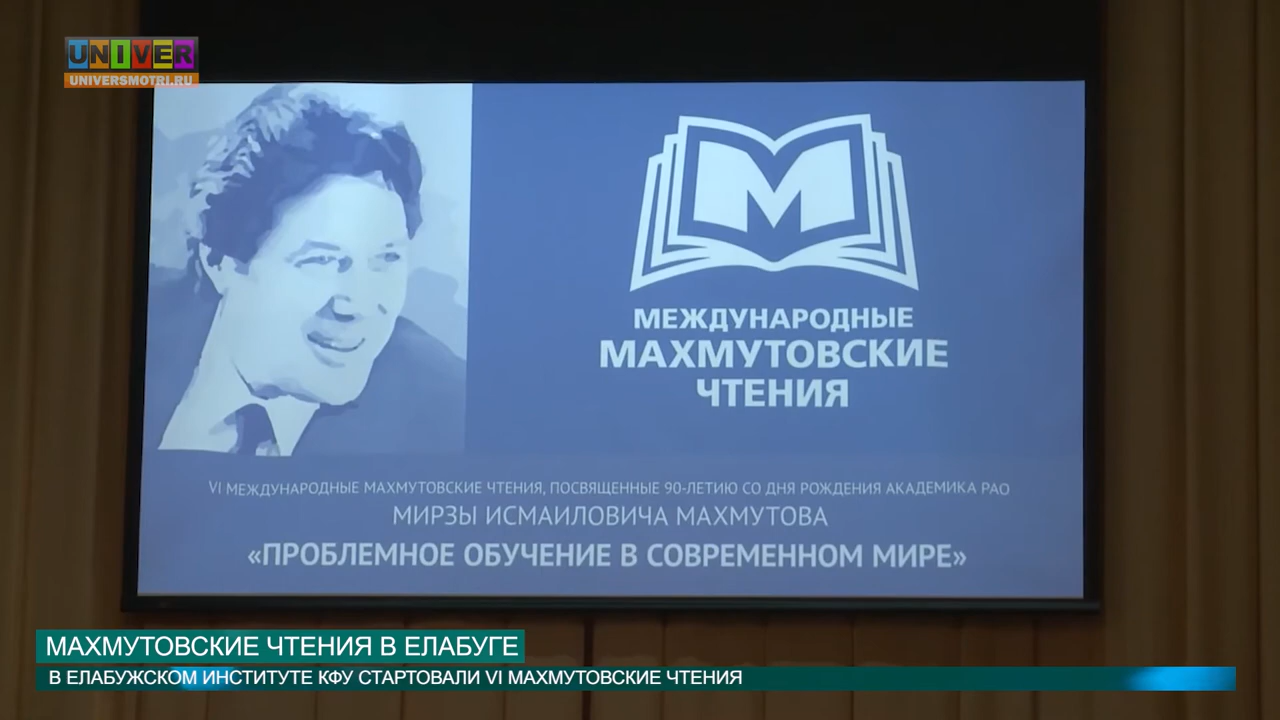 UNIVER
UNIVERSMOTRI.RU
М
МЕЖДУНАРОДНЫЕ
МАХМУТОВСКИЕ
ЧТЕНИЯ
VI МЕЖДУНАРОДНЫЕ МАХМУТОВСКИЕ ЧТЕНИЯ, ПОСВЯЩЕННЫЕ 90-ЛЕТИЮ СО ДНЯ РОЖДЕНИЯ АКАДЕМИКА РАО
МИРЗЫ ИСМАИЛОВИЧА МАХМУТОВА
«ПРОБЛЕМНОЕ ОБУЧЕНИЕ В СОВРЕМЕННОМ МИРЕ»
МАХМУТОВСКИЕ ЧТЕНИЯ В ЕЛАБУГЕ
В ЕЛАБУЖСКОМ ИНСТИТУТЕ КФУ СТАРТОВАЛИ VI МАХМУТОВСКИЕ ЧТЕНИЯ